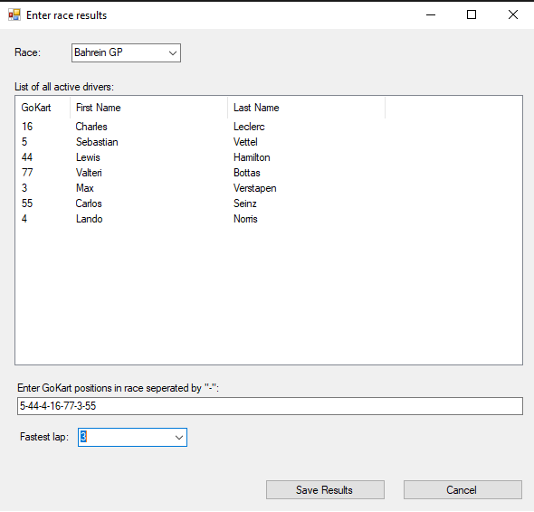 Enter race results
Race: Bahrein GP
List of all active drivers:
GoKart First Name Last Name
16 Charles Leclerc
5 Sebastian Vettel
44 Lewis Hamilton
77 Valteri Bottas
3 Max Verstapen
55 Carlos Seinz
4 Lando Norris
Enter GoKart positions in race seperated by "-":
5-44-4-16-77-3-55
Fastest lap: 3
Save Results Cancel